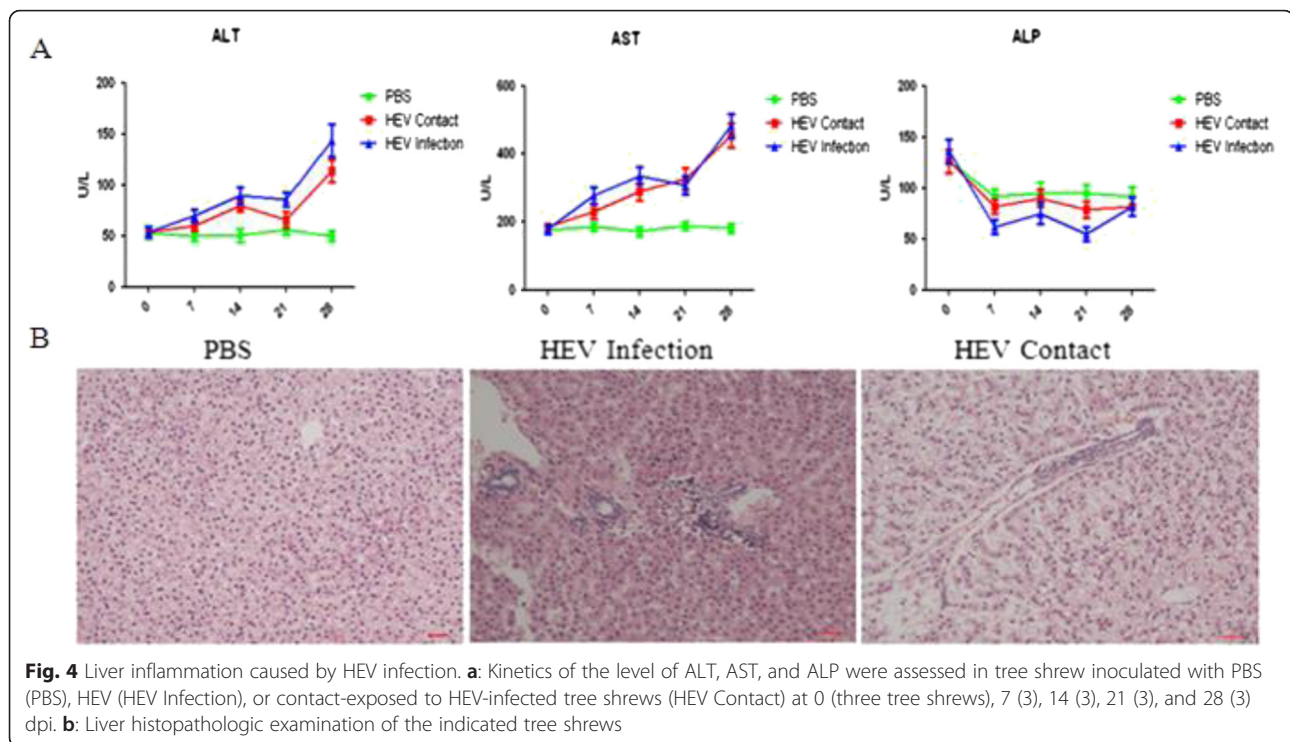 A
ALT
200
150
100
50
0
U/L
0 7 14 21 28
PBS
HEV Contact
HEV Infection
AST
600
400
200
0
0 7 14 21 28
PBS
HEV Contact
HEV Infection
ALP
200
150
100
50
0
U/L
0 7 14 21 28
PBS
HEV Contact
HEV Infection
B
PBS HEV Infection HEV Contact
Fig. 4 Liver inflammation caused by HEV infection. a: Kinetics of the level of ALT, AST, and ALP were assessed in tree shrew inoculated with PBS
(PBS), HEV (HEV Infection), or contact-exposed to HEV-infected tree shrews (HEV Contact) at 0 (three tree shrews), 7 (3), 14 (3), 21 (3), and 28 (3)
dpi. b: Liver histopathologic examination of the indicated tree shrews